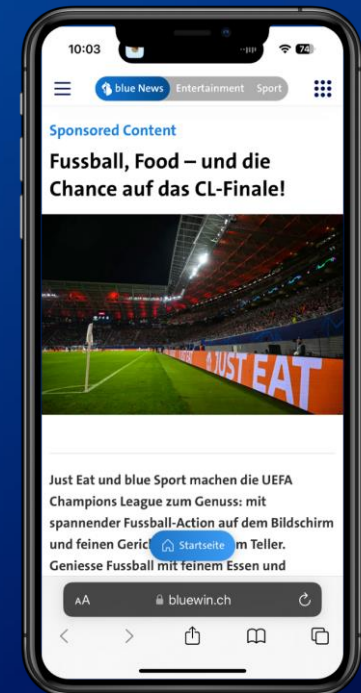 10:03
74
blue News Entertainment Sport
Sponsored Content
Fussball, Food – und die
Chance auf das CL-Finale!
JUST EAT
Just Eat und blue Sport machen die UEFA
Champions League zum Genuss: mit
spannender Fussball-Action auf dem Bildschirm
und feinen Geric Startseite m Teller.
Geniesse Fussball mit feinem Essen und
AA bluewin.ch